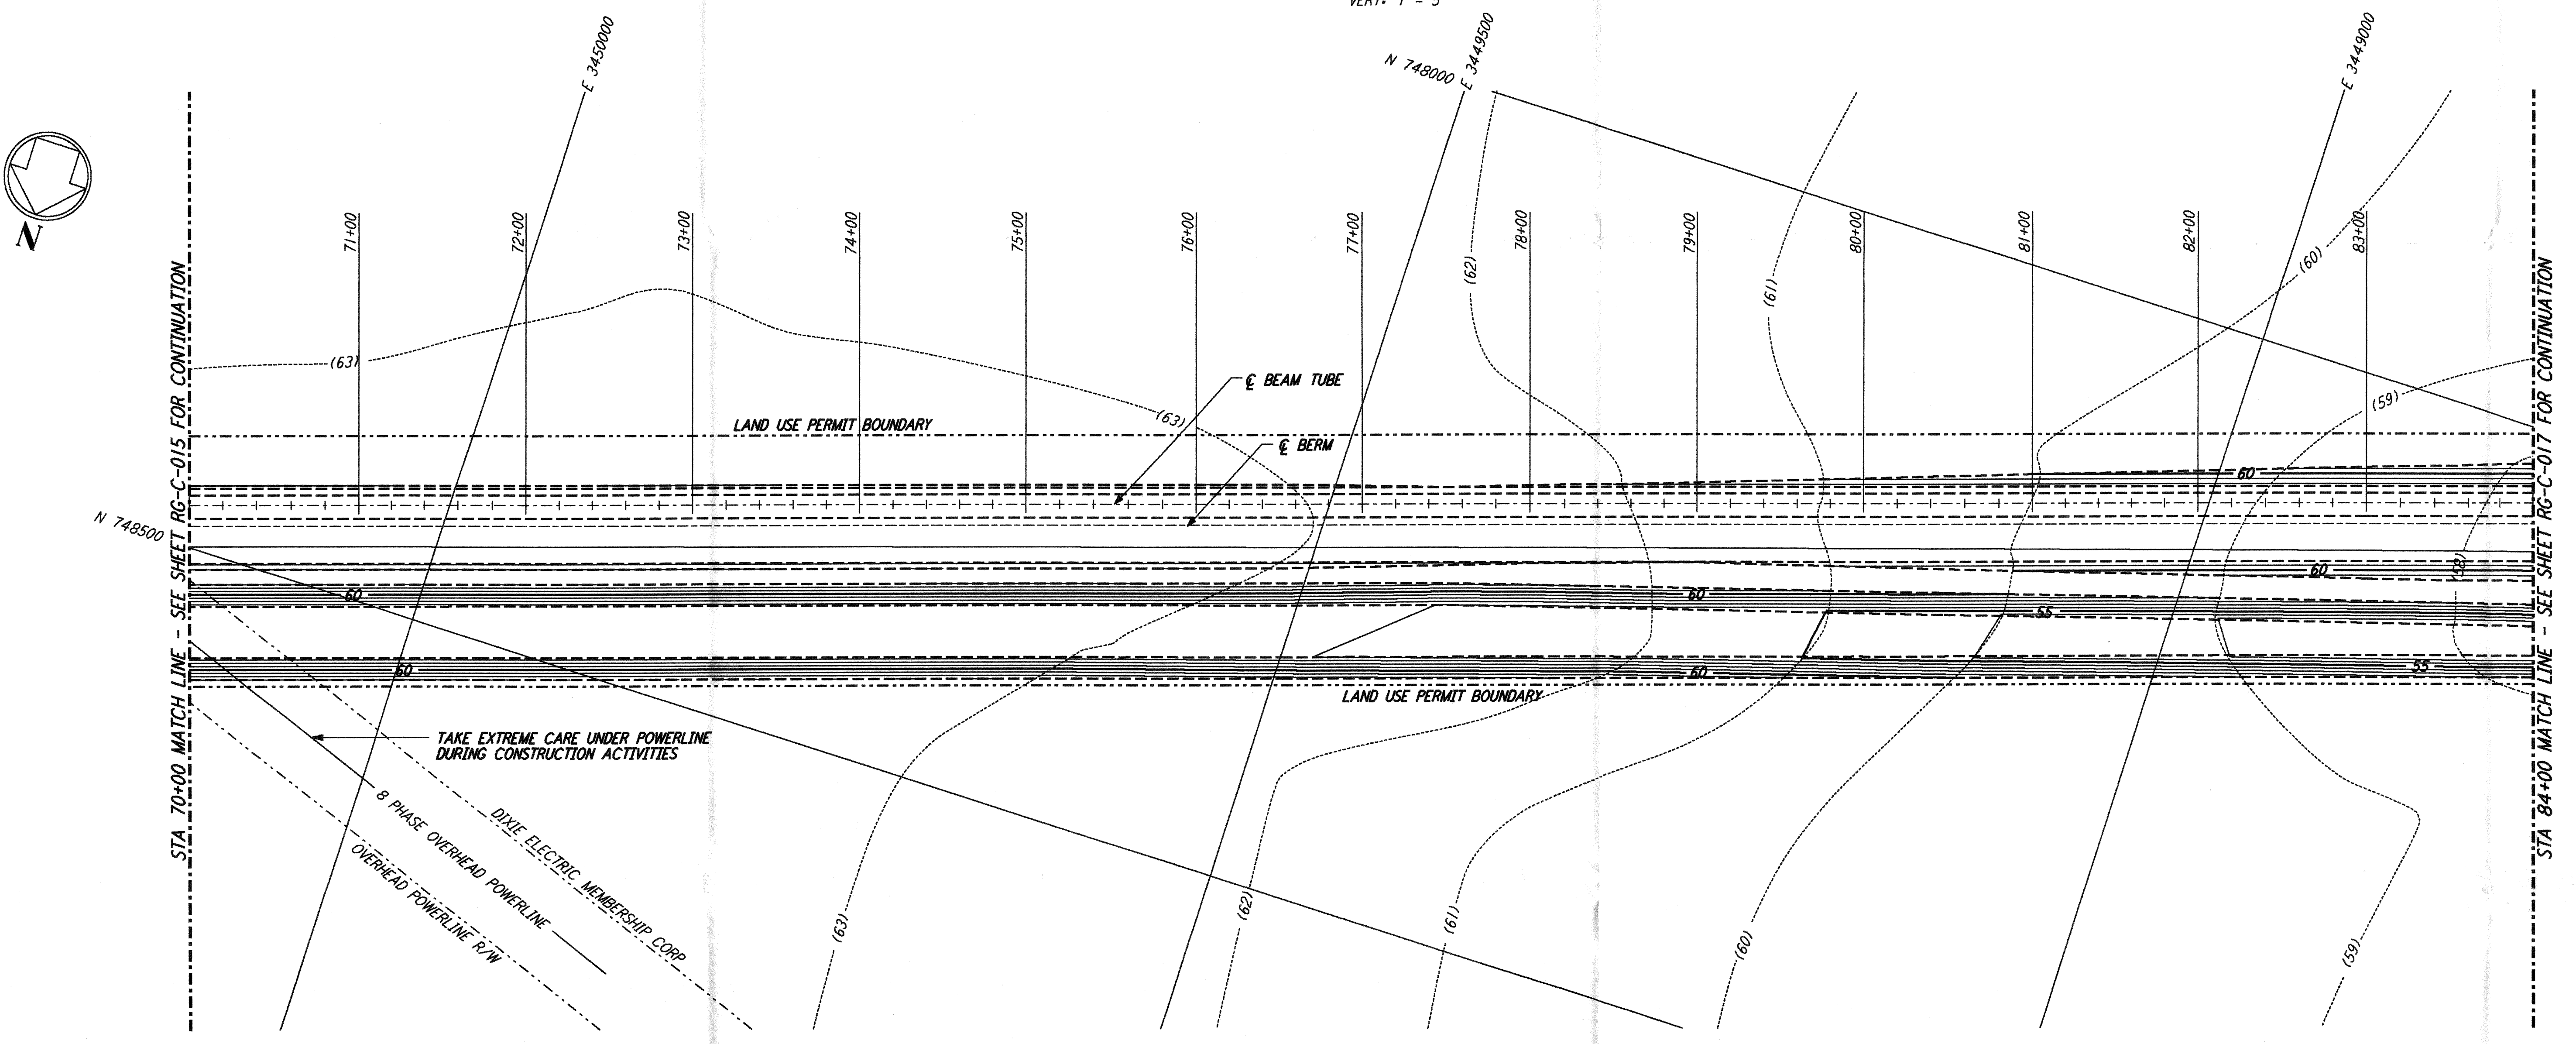 E 3450000
E 3449500
N 748000
E 3449000
N
71+00
72+00
73+00
74+00
75+00
76+00
77+00
78+00
79+00
80+00
81+00
82+00
83+00
(62)
(61)
(60)
(63)
(63)
(59)
℄ BEAM TUBE
LAND USE PERMIT BOUNDARY
℄ BERM
60
N 748500
60
60
60
(58)
55
60
60
55
LAND USE PERMIT BOUNDARY
TAKE EXTREME CARE UNDER POWERLINE
DURING CONSTRUCTION ACTIVITIES
8 PHASE OVERHEAD POWERLINE
DIXIE ELECTRIC MEMBERSHIP CORP
OVERHEAD POWERLINE R/W
(63)
(62)
(61)
(60)
(59)
STA 70+00 MATCH LINE - SEE SHEET RG-C-015 FOR CONTINUATION
STA 84+00 MATCH LINE - SEE SHEET RG-C-017 FOR CONTINUATION